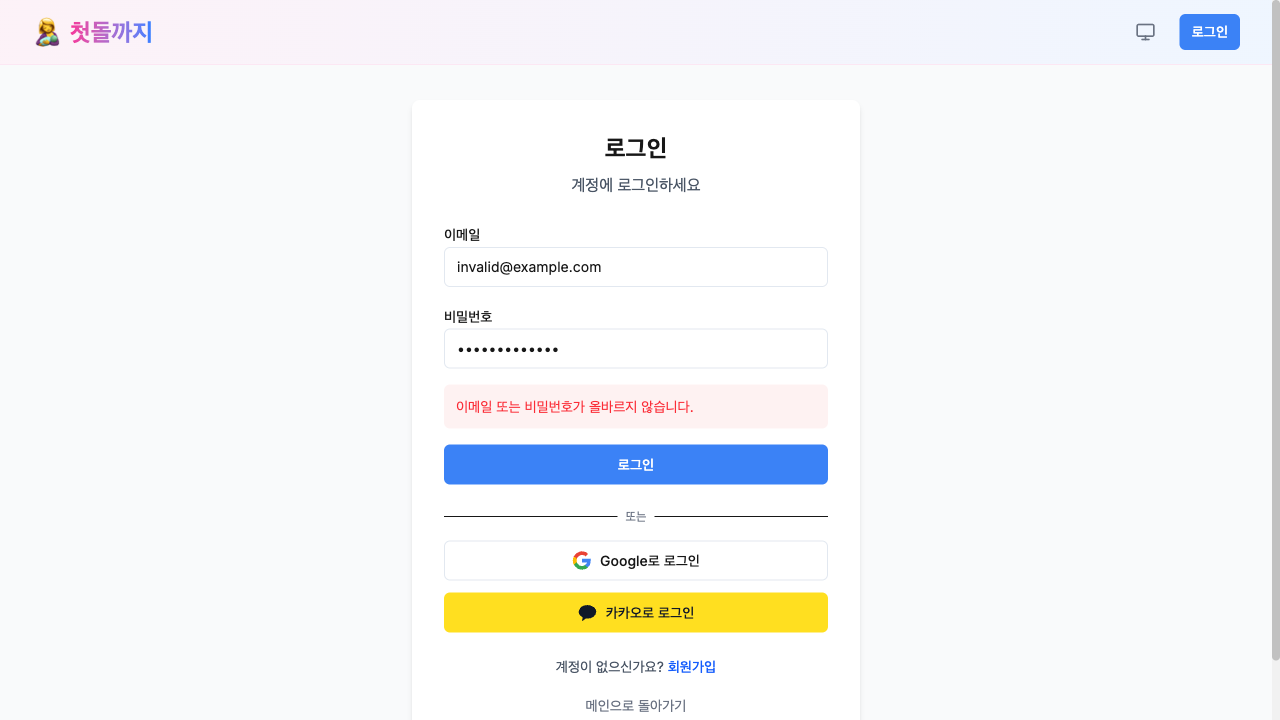 첫돌까지
로그인
로그인
계정에 로그인하세요
이메일
invalid@example.com
비밀번호
•••••••••••••
이메일 또는 비밀번호가 올바르지 않습니다.
로그인
또는
Google로 로그인
카카오로 로그인
계정이 없으신가요? 회원가입
메인으로 돌아가기